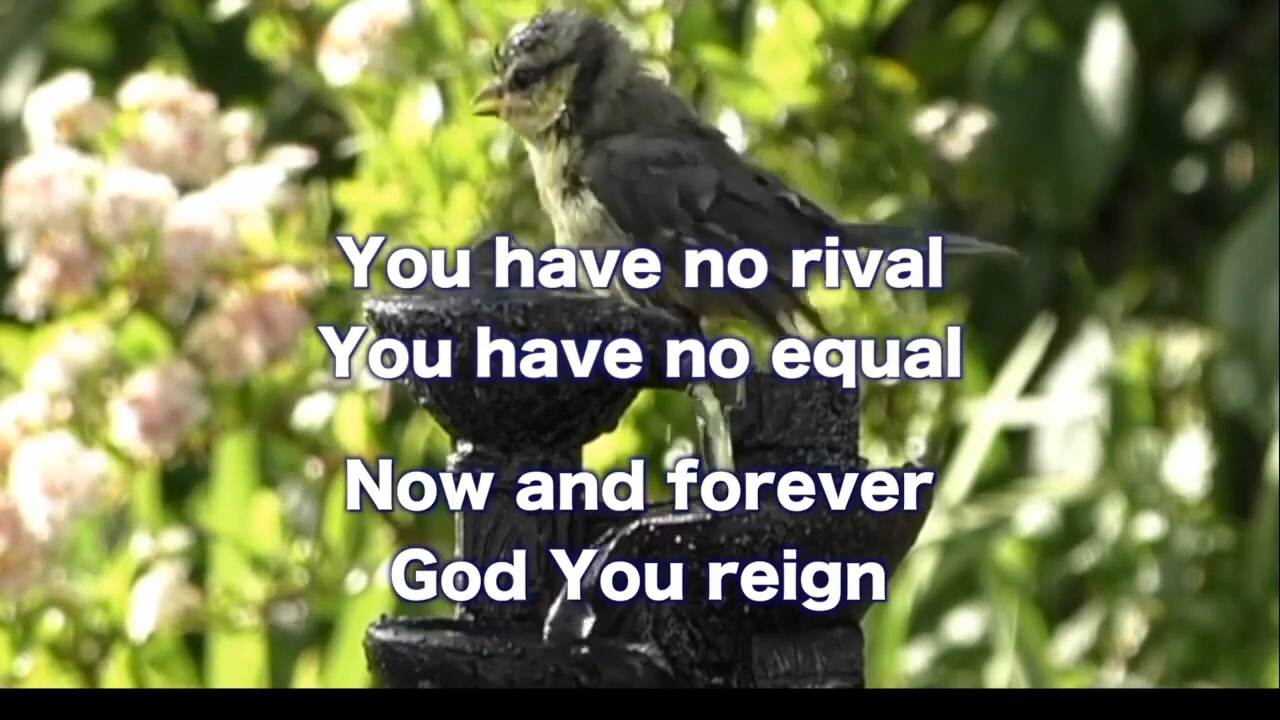 You have no rival
You have no equal
Now and forever
God You reign